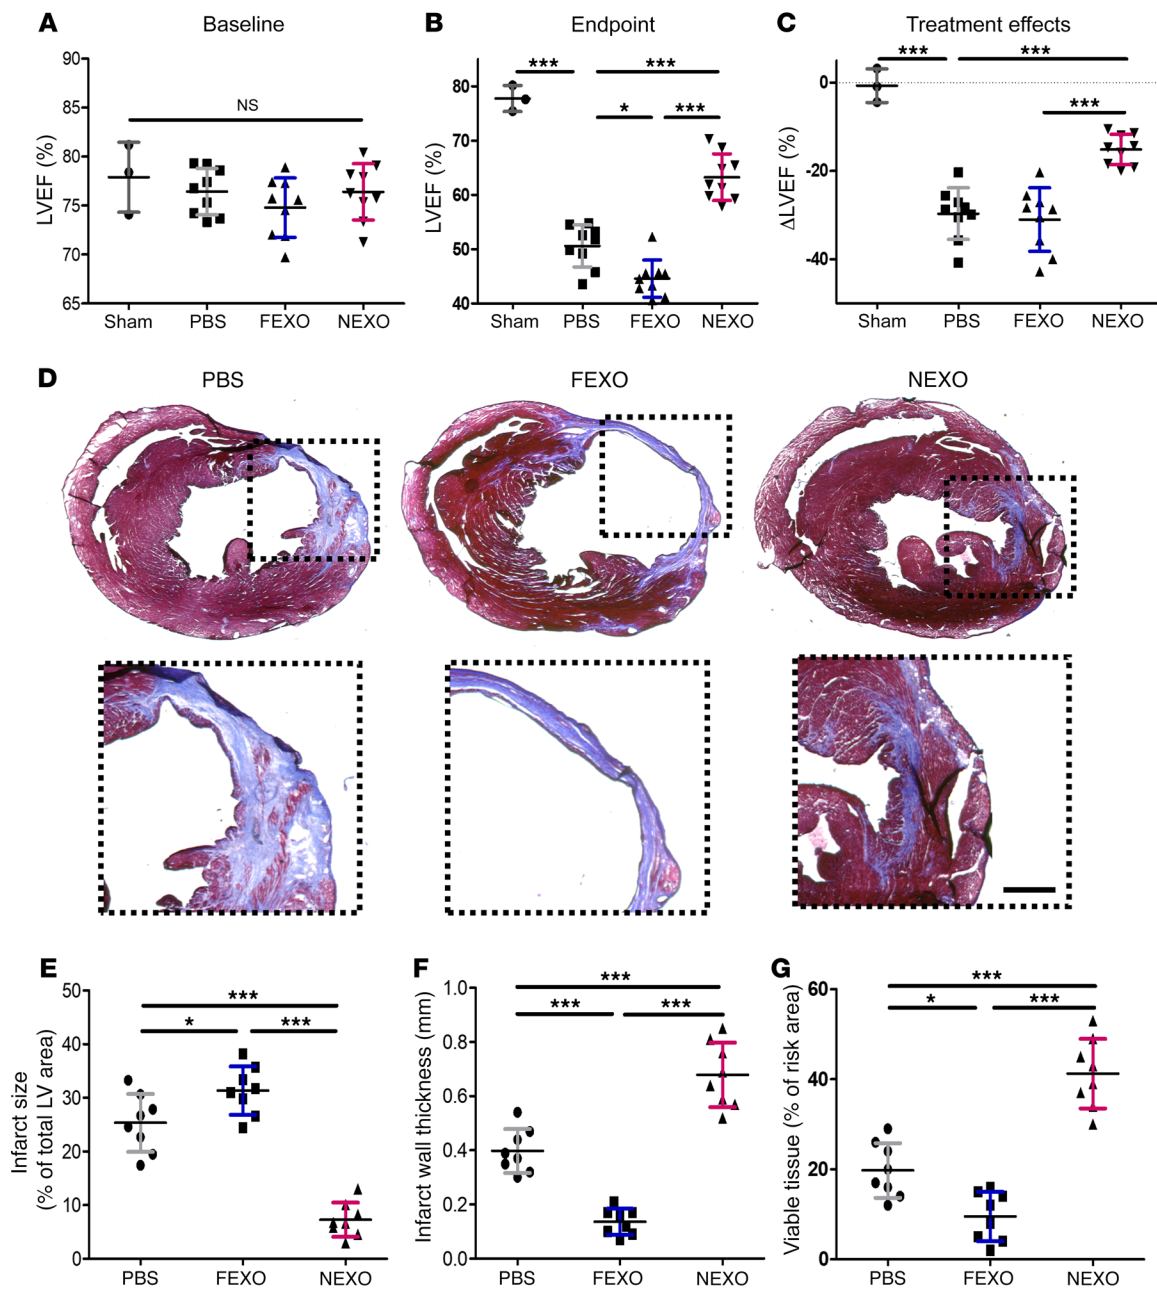 A Baseline
LVEF (%)
90
85
80
75
70
65
NS
Sham PBS FEXO NEXO
B Endpoint
LVEF (%)
80
70
60
50
40
*** ***
* ***
Sham PBS FEXO NEXO
C Treatment effects
ΔLVEF (%)
0
-20
-40
*** ***
***
Sham PBS FEXO NEXO
D PBS FEXO NEXO
E
Infarct size
(% of total LV area)
50
40
30
20
10
0
***
* ***
PBS FEXO NEXO
F
Infarct wall thickness (mm)
1.0
0.8
0.6
0.4
0.2
0.0
***
*** ***
PBS FEXO NEXO
G
Viable tissue (% of risk area)
60
40
20
0
***
* ***
PBS FEXO NEXO